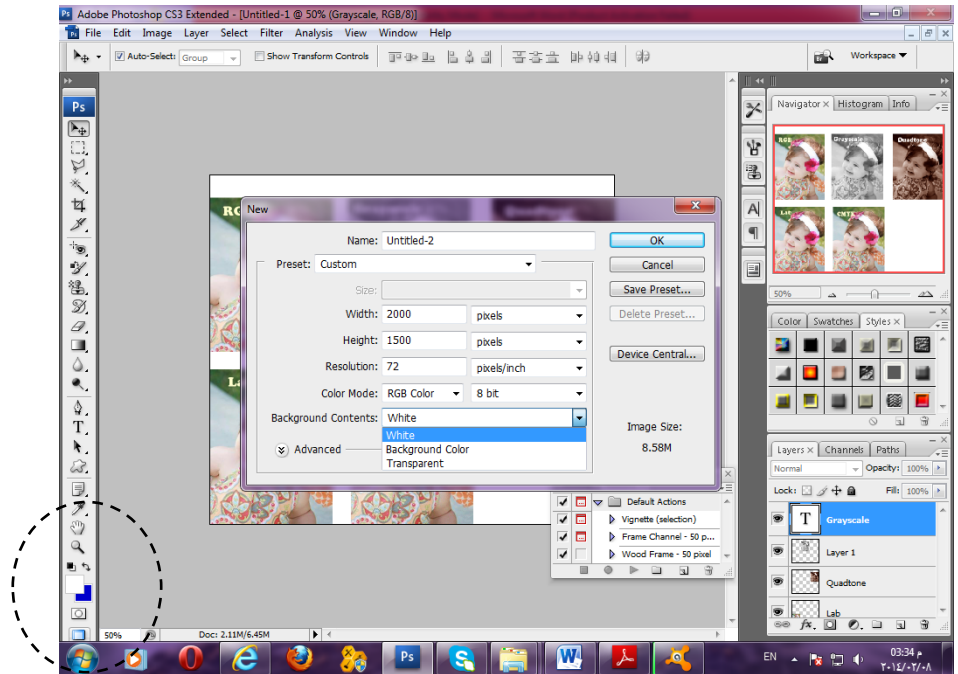 Ps Adobe Photoshop CS3 Extended - [Untitled-1 @ 50% (Grayscale, RGB/8)]
File Edit Image Layer Select Filter Analysis View Window Help
Auto-Select: Group Show Transform Controls Workspace
Ps
Navigator × Histogram Info
RGB Grayscale Quadtone
Lab
50%
Color Swatches Styles ×
Layers × Channels Paths
Normal Opacity: 100%
Lock: Fill: 100%
T Grayscale
Layer 1
Quadtone
Lab
fx.
New
Name: Untitled-2
Preset: Custom
Size:
Width: 2000 pixels
Height: 1500 pixels
Resolution: 72 pixels/inch
Color Mode: RGB Color 8 bit
Background Contents: White
White
Background Color
Transparent
Advanced
OK
Cancel
Save Preset...
Delete Preset...
Device Central...
Image Size:
8.58M
Default Actions
Vignette (selection)
Frame Channel - 50 p...
Wood Frame - 50 pixel
T
A
50% Doc: 2.11M/6.45M
Ps S W EN 03:34 م
٢٠١٤/٠٢/٠٨